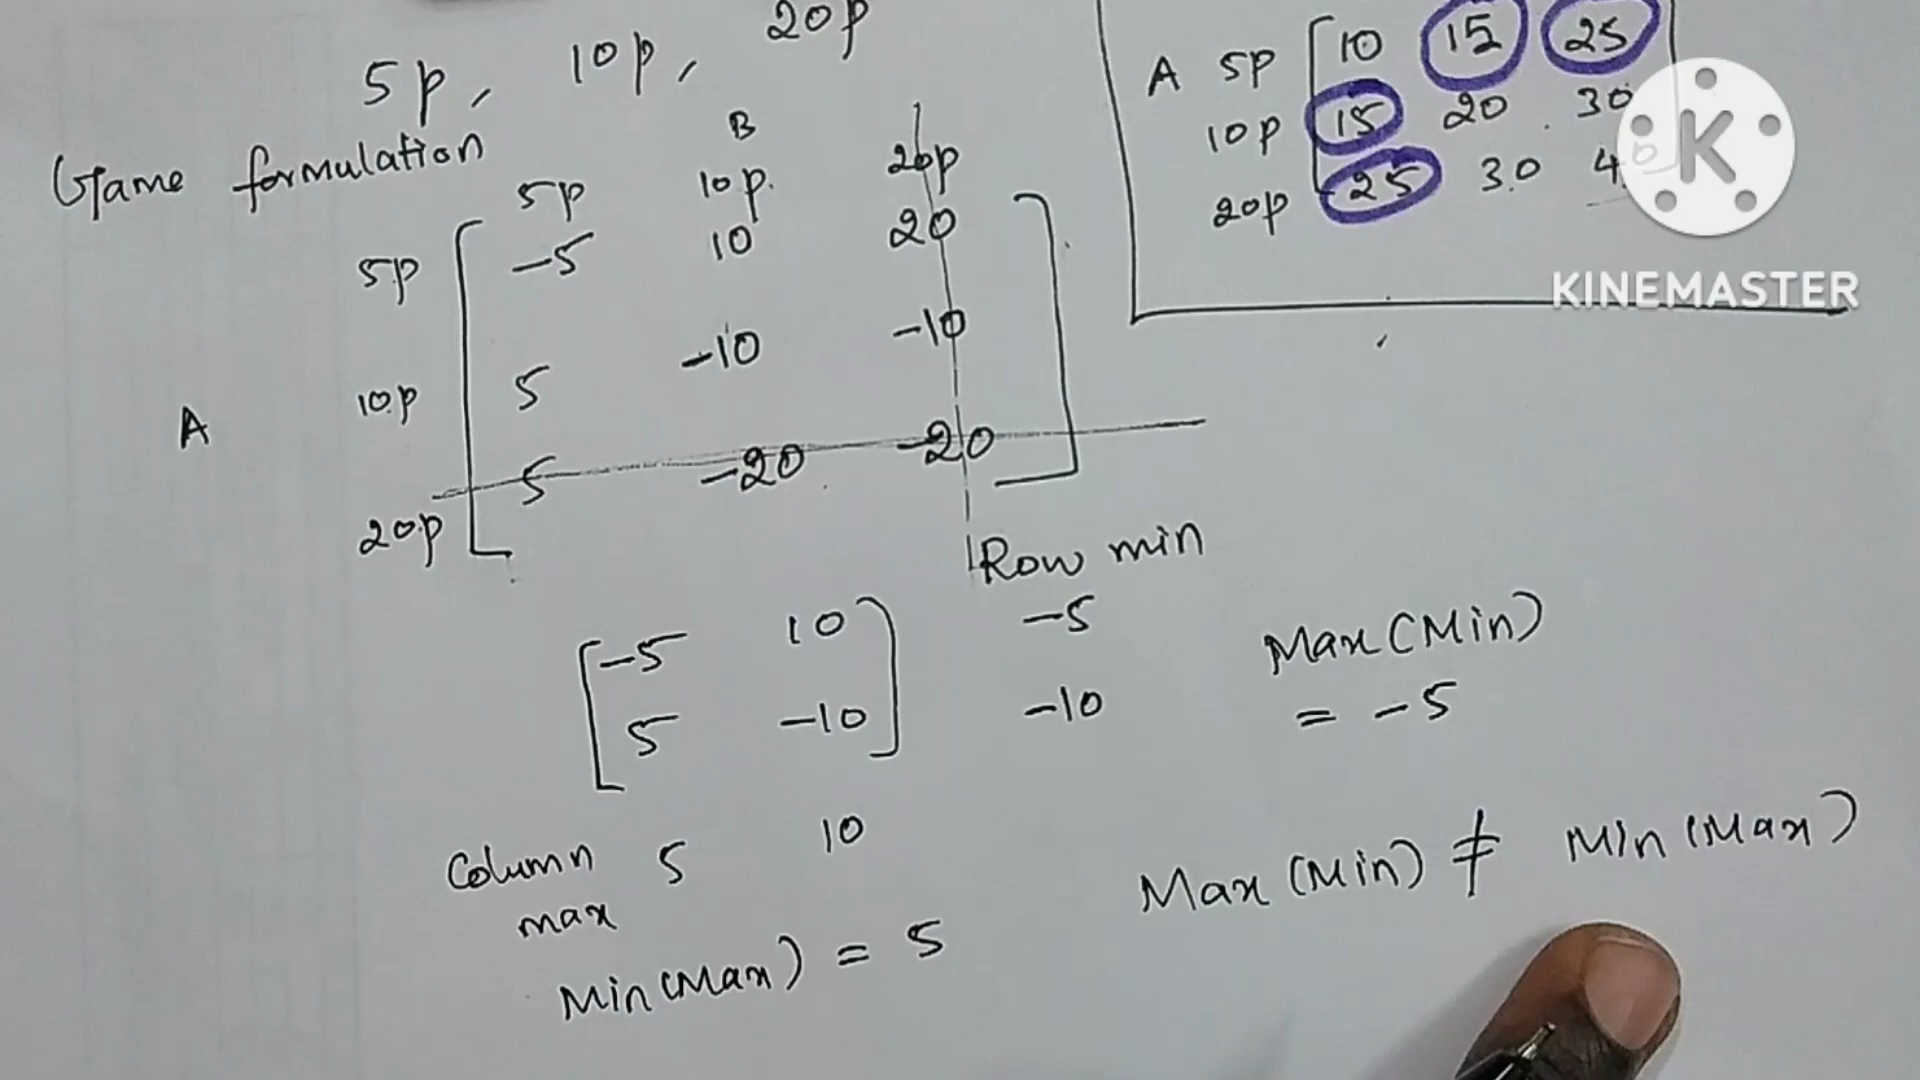 5p, 10p, 20p
Game formulation
B
5p 10p. 20p
5p -5 10 20
A
10p 5 -10 -10
20p 5 -20 -20
A 5p 10 15 25
10p 15 20 30
20p 25 30
K
KINEMASTER
Row min
-5 10 -5
5 -10 -10
Max (Min)
= -5
Column max 5 10
Min (Max) = 5
Max (Min) ≠ Min (Max)